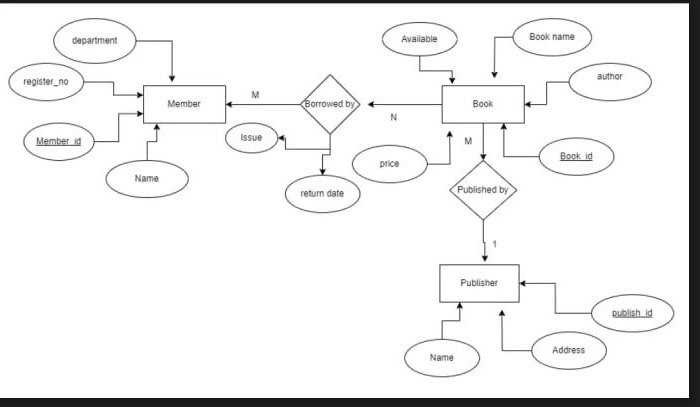 department
Available
Book name
register_no
author
Member
M
Borrowed by
N
Book
Member_id
Issue
M
price
Book_id
Name
return date
Published by
1
Publisher
publish_id
Name
Address